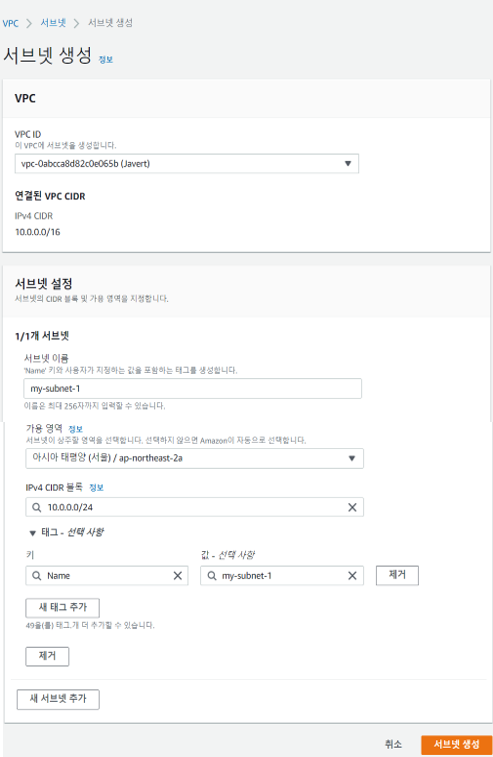 VPC > 서브넷 > 서브넷 생성
서브넷 생성 정보
VPC
VPC ID
이 VPC에 서브넷을 생성합니다.
vpc-0abcca8d82c0e065b (Javert)
연결된 VPC CIDR
IPv4 CIDR
10.0.0.0/16
서브넷 설정
서브넷의 CIDR 블록 및 가용 영역을 지정합니다.
1/1개 서브넷
서브넷 이름
'Name' 키와 사용자가 지정하는 값을 포함하는 태그를 생성합니다.
my-subnet-1
이름은 최대 256자까지 입력할 수 있습니다.
가용 영역 정보
서브넷이 상주할 영역을 선택합니다. 선택하지 않으면 Amazon이 자동으로 선택합니다.
아시아 태평양 (서울) / ap-northeast-2a
IPv4 CIDR 블록 정보
10.0.0.0/24
태그 - 선택 사항
키 값 - 선택 사항
Name my-subnet-1 제거
새 태그 추가
49을(를) 태그.개 더 추가할 수 있습니다.
제거
새 서브넷 추가
취소 서브넷 생성